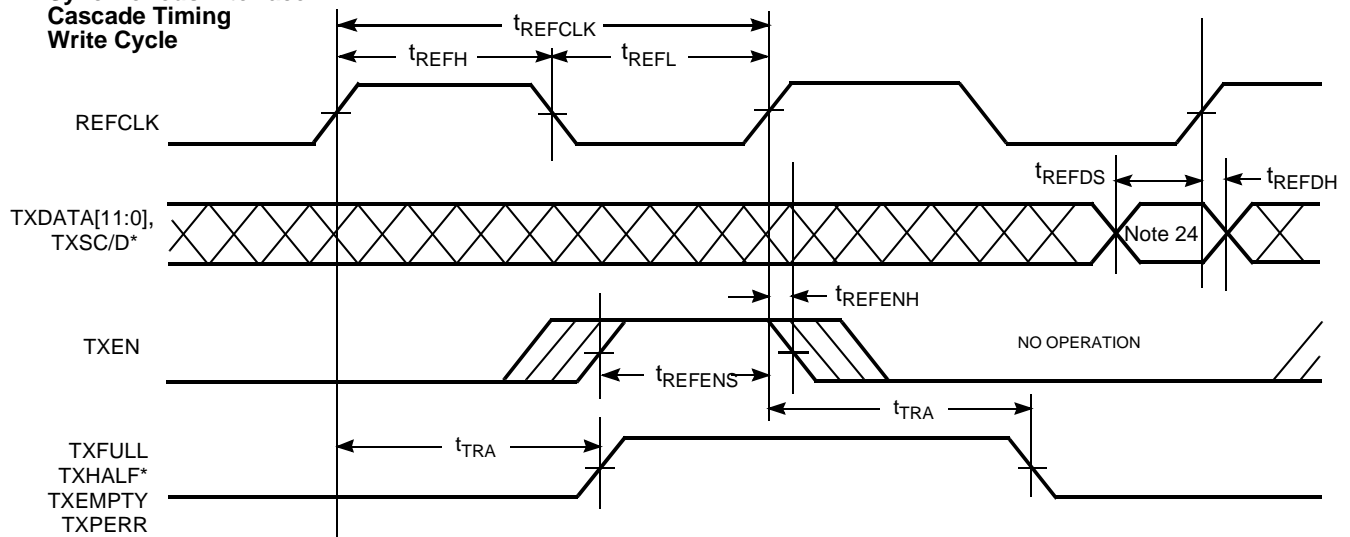 Cascade Timing
Write Cycle
tREFCLK
tREFH
tREFL
REFCLK
tREFDS
tREFDH
TXDATA[11:0],
TXSC/D*
Note 24
tREFENH
TXEN
NO OPERATION
tREFENS
tTRA
tTRA
TXFULL
TXHALF*
TXEMPTY
TXPERR